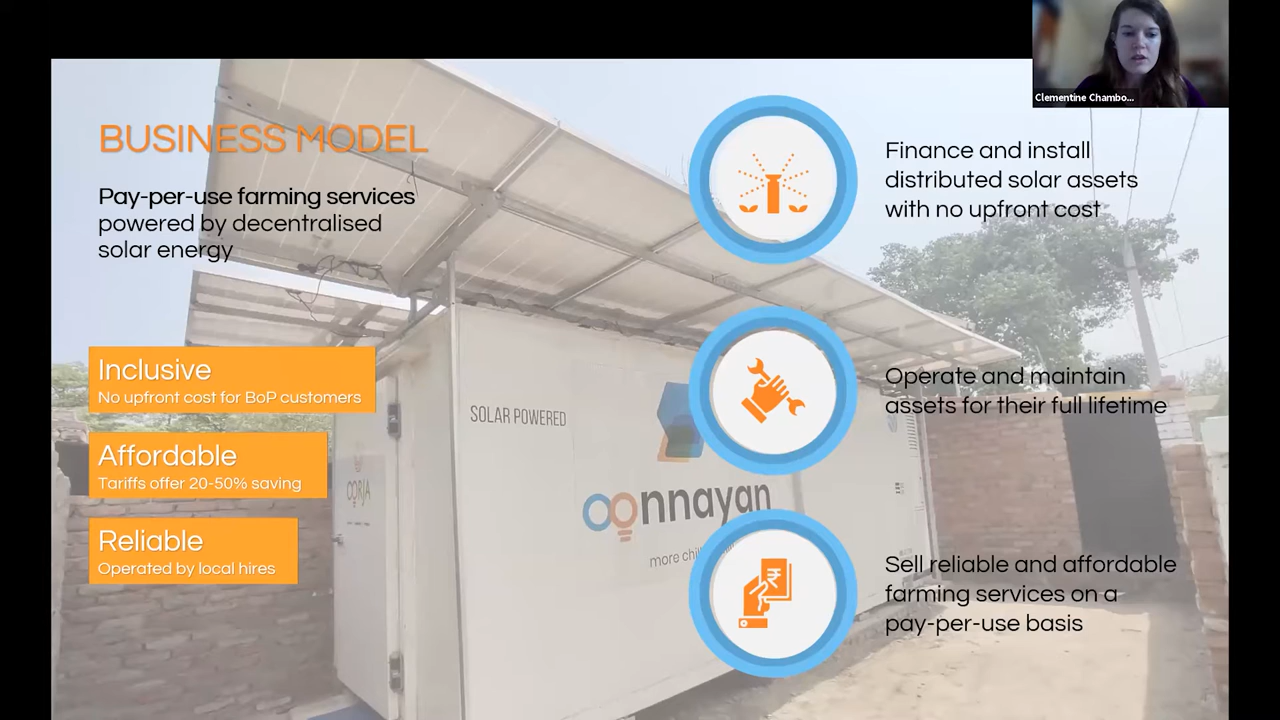 Clementine Chambo...
BUSINESS MODEL
Pay-per-use farming services
powered by decentralised
solar energy
Inclusive
No upfront cost for BoP customers
Affordable
Tariffs offer 20-50% saving
Reliable
Operated by local hires
Finance and install
distributed solar assets
with no upfront cost
Operate and maintain
assets for their full lifetime
Sell reliable and affordable
farming services on a
pay-per-use basis
SOLAR POWERED
oonnayan
more
OORJA